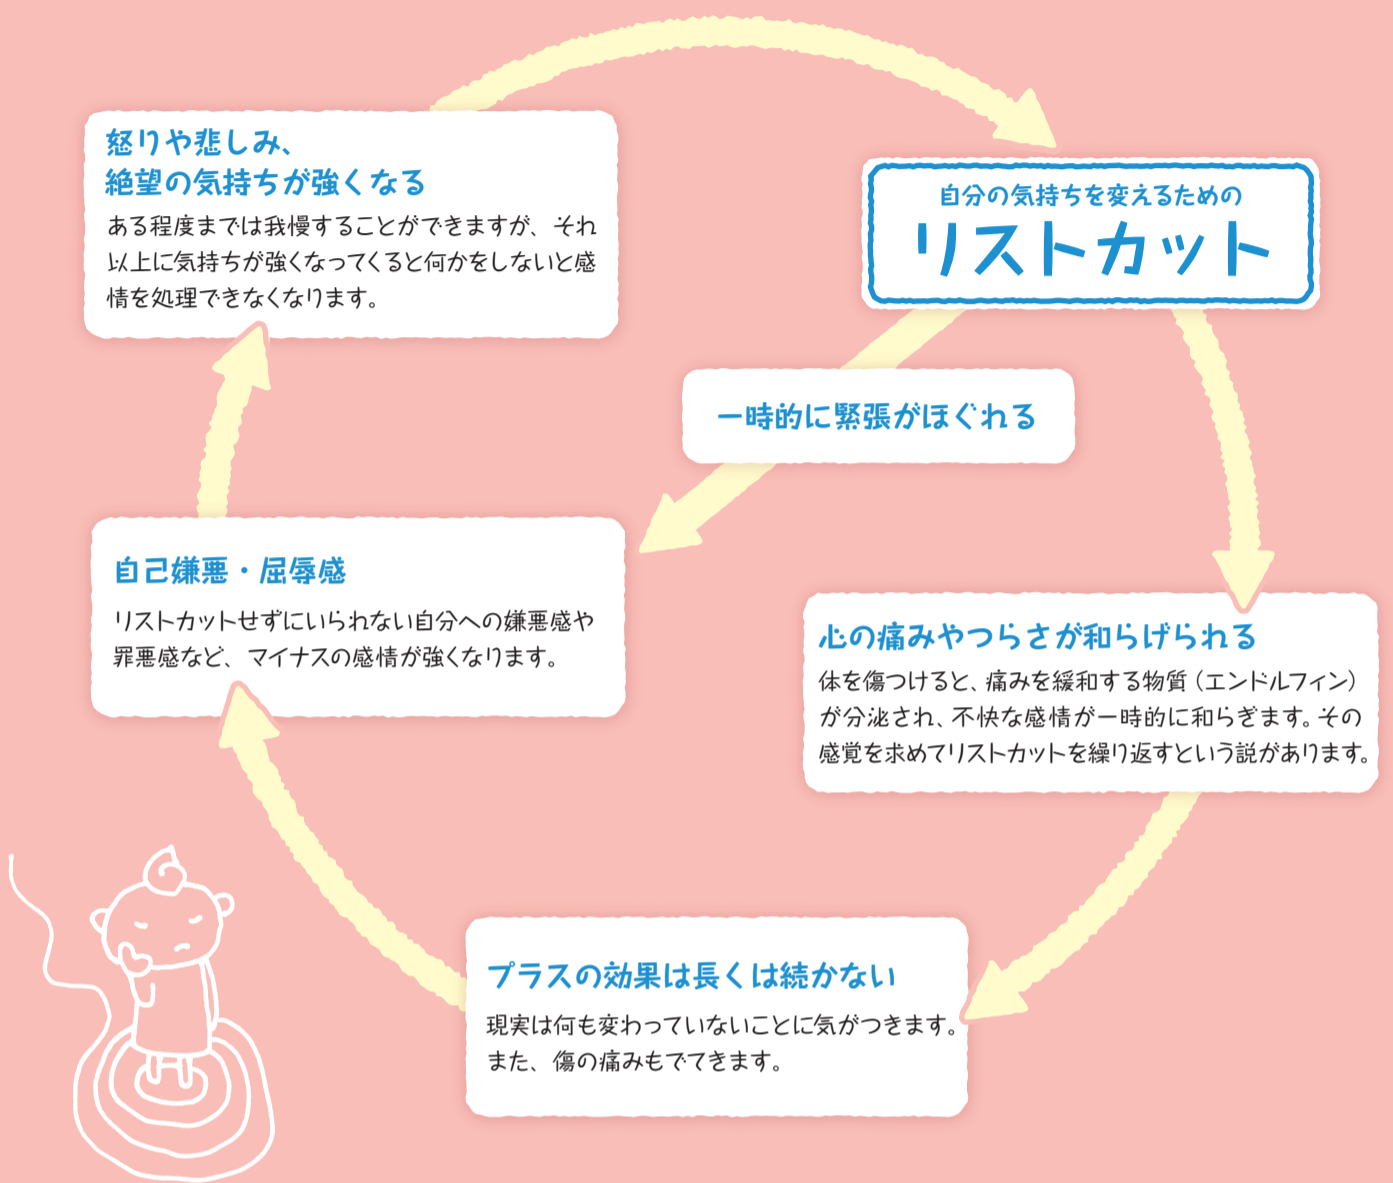 怒りや悲しみ、
絶望の気持ちが強くなる
ある程度までは我慢することができますが、それ
以上に気持ちが強くなってくると何かをしないと感
情を処理できなくなります。
自分の気持ちを変えるための
リストカット
一時的に緊張がほぐれる
自己嫌悪・屈辱感
リストカットせずにいられない自分への嫌悪感や
罪悪感など、マイナスの感情が強くなります。
心の痛みやつらさが和らげられる
体を傷つけると、痛みを緩和する物質（エンドルフィン）
が分泌され、不快な感情が一時的に和らぎます。その
感覚を求めてリストカットを繰り返すという説があります。
プラスの効果は長くは続かない
現実は何も変わっていないことに気がつきます。
また、傷の痛みもでてきます。